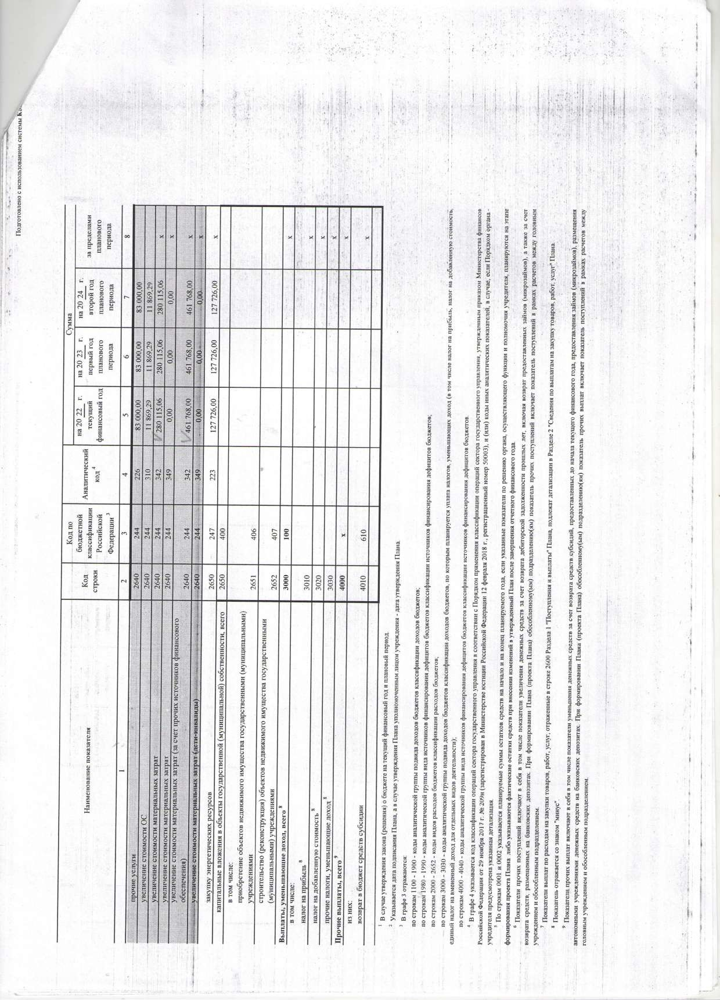 Подготовлено с использованием системы
Наименование показателя
Код
строки
Код по
бюджетной
классификации
Российской
Федерации 3
Аналитический
код 4
Сумма
на 20 22 г.
текущий
финансовый год
на 20 23 г.
первый год
планового
периода
на 20 24 г.
второй год
планового
периода
за пределами
планового
периода
1 2 3 4 5 6 7 8
прочие услуги 2640 244 226 83 000,00 83 000,00 83 000,00
увеличение стоимости ОС 2640 244 310 11 869,29 11 869,29 11 869,29
увеличение стоимости материальных затрат 2640 244 342 280 115,06 280 115,06 280 115,06 х
увеличение стоимости материальных затрат 2640 244 349 0,00 0,00 0,00 х
увеличение стоимости материальных затрат (за счет прочих источников финансового
обеспечения) 2640 244 342 461 768,00 461 768,00 461 768,00 х
увеличение стоимости материальных затрат (дети-инвалиды) 2640 244 349 0,00 0,00 0,00 х
закупку энергетических ресурсов 2650 247 223 127 726,00 127 726,00 127 726,00 х
капитальные вложения в объекты государственной (муниципальной) собственности, всего 2650 400
в том числе:
приобретение объектов недвижимого имущества государственными (муниципальными)
учреждениями 2651 406
строительство (реконструкция) объектов недвижимого имущества государственными
(муниципальными) учреждениями 2652 407
Выплаты, уменьшающие доход, всего 8 3000 100 х
в том числе:
налог на прибыль 8 3010 х
налог на добавленную стоимость 8 3020 х
прочие налоги, уменьшающие доход 8 3030 х
Прочие выплаты, всего 9 4000 х х
из них:
возврат в бюджет средств субсидии 4010 610 х
1 В случае утверждения закона (решения) о бюджете на текущий финансовый год и плановый период.
2 Указывается дата подписания Плана, а в случае утверждения Плана уполномоченным лицом учреждения - дата утверждения Плана.
3 В графе 3 отражаются:
по строкам 1100 - 1900 - коды аналитической группы подвида доходов бюджетов классификации доходов бюджетов;
по строкам 1980 - 1990 - коды аналитической группы вида источников финансирования дефицитов бюджетов классификации источников финансирования дефицитов бюджетов;
по строкам 2000 - 2652 - коды видов расходов бюджетов классификации расходов бюджетов;
по строкам 3000 - 3030 - коды аналитической группы подвида доходов бюджетов классификации доходов бюджетов, по которым планируется уплата налогов, уменьшающих доход (в том числе налог на прибыль, налог на добавленную стоимость,
единый налог на вмененный доход для отдельных видов деятельности);
по строкам 4000 - 4040 - коды аналитической группы вида источников финансирования дефицитов бюджетов классификации источников финансирования дефицитов бюджетов.
4 В графе 4 указывается код классификации операций сектора государственного управления в соответствии с Порядком применения классификации операций сектора государственного управления, утвержденным приказом Министерства финансов
Российской Федерации от 29 ноября 2017 г. № 209н (зарегистрирован в Министерстве юстиции Российской Федерации 12 февраля 2018 г., регистрационный номер 50003), и (или) коды иных аналитических показателей, в случае, если Порядком органа -
учредителя предусмотрена указанная детализация.
5 По строкам 0001 и 0002 указываются планируемые суммы остатков средств на начало и на конец планируемого года, если указанные показатели по решению органа, осуществляющего функции и полномочия учредителя, планируются на этапе
формирования проекта Плана либо указываются фактические остатки средств при внесении изменений в утвержденный План после завершения отчетного финансового года.
6 Показатели прочих поступлений включают в себя в том числе показатели увеличения денежных средств за счет возврата дебиторской задолженности прошлых лет, включая возврат предоставленных займов (микрозаймов), а также за счет
возврата средств, размещенных на банковских депозитах. При формировании Плана (проекта Плана) обособленному(ым) подразделению(ям) показатель прочих поступлений включает показатель поступлений в рамках расчетов между головным
учреждением и обособленным подразделением.
7 Показатели выплат по расходам на закупки товаров, работ, услуг, отраженные в строке 2600 Раздела 1 "Поступления и выплаты" Плана, подлежат детализации в Разделе 2 "Сведения по выплатам на закупку товаров, работ, услуг" Плана.
8 Показатель отражается со знаком "минус".
9 Показатели прочих выплат включают в себя в том числе показатели уменьшения денежных средств за счет возврата средств субсидий, предоставленных до начала текущего финансового года, предоставления займов (микрозаймов), размещения
автономными учреждениями денежных средств на банковских депозитах. При формировании Плана (проекта Плана) обособленному(ым) подразделению(ям) показатель прочих выплат включает показатель поступлений в рамках расчетов между
головным учреждением и обособленным подразделением.